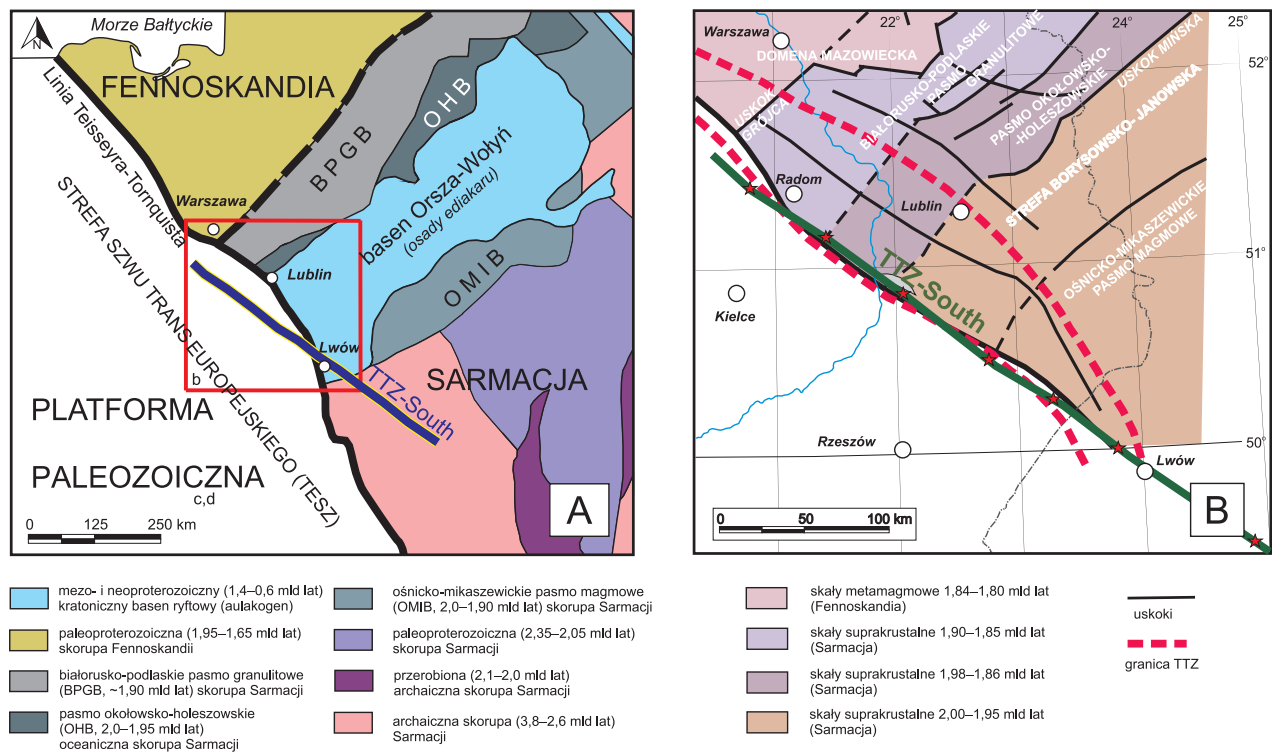 Morze Bałtyckie
N
FENNOSKANDIA
Linia Teisseyra-Tornquista
OHB
BPGB
basen Orsza-Wołyń
(osady ediakaru)
Warszawa
Lublin
OMIB
STREFA SZWU TRANS EUROPEJSKIEGO (TESZ)
Lwów
TTZ-South
SARMACJA
b
PLATFORMA
PALEOZOICZNA
c,d
0 125 250 km
A
22°
24°
25°
Warszawa
DOMENA MAZOWIECKA
52°
USKOK
GRÓJCA
BIAŁORUSKO-PODLASKIE
PASMO
GRANULITOWE
PASMO OKOŁOWSKO-
-HOLESZOWSKIE
USKOK MIŃSKA
Radom
Lublin
STREFA BORYSOWSKO-JANOWSKA
51°
OŚNICKO-MIKASZEWICKIE
PASMO MAGMOWE
TTZ-South
Kielce
Rzeszów
50°
Lwów
0 50 100 km
B
mezo- i neoproterozoiczny (1,4–0,6 mld lat)
kratoniczny basen ryftowy (aulakogen)
paleoproterozoiczna (1,95–1,65 mld lat)
skorupa Fennoskandii
białorusko-podlaskie pasmo granulitowe
(BPGB, ~1,90 mld lat) skorupa Sarmacji
pasmo okołowsko-holeszowskie
(OHB, 2,0–1,95 mld lat)
oceaniczna skorupa Sarmacji
ośnicko-mikaszewickie pasmo magmowe
(OMIB, 2,0–1,90 mld lat) skorupa Sarmacji
paleoproterozoiczna (2,35–2,05 mld lat)
skorupa Sarmacji
przerobiona (2,1–2,0 mld lat)
archaiczna skorupa Sarmacji
archaiczna skorupa (3,8–2,6 mld lat)
Sarmacji
skały metamagmowe 1,84–1,80 mld lat
(Fennoskandia)
skały suprakrustalne 1,90–1,85 mld lat
(Sarmacja)
skały suprakrustalne 1,98–1,86 mld lat
(Sarmacja)
skały suprakrustalne 2,00–1,95 mld lat
(Sarmacja)
uskoki
granica TTZ